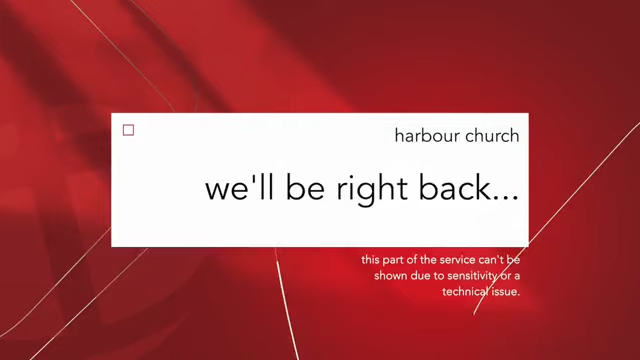 harbour church
we'll be right back...
this part of the service can't be
shown due to sensitivity or a
technical issue.